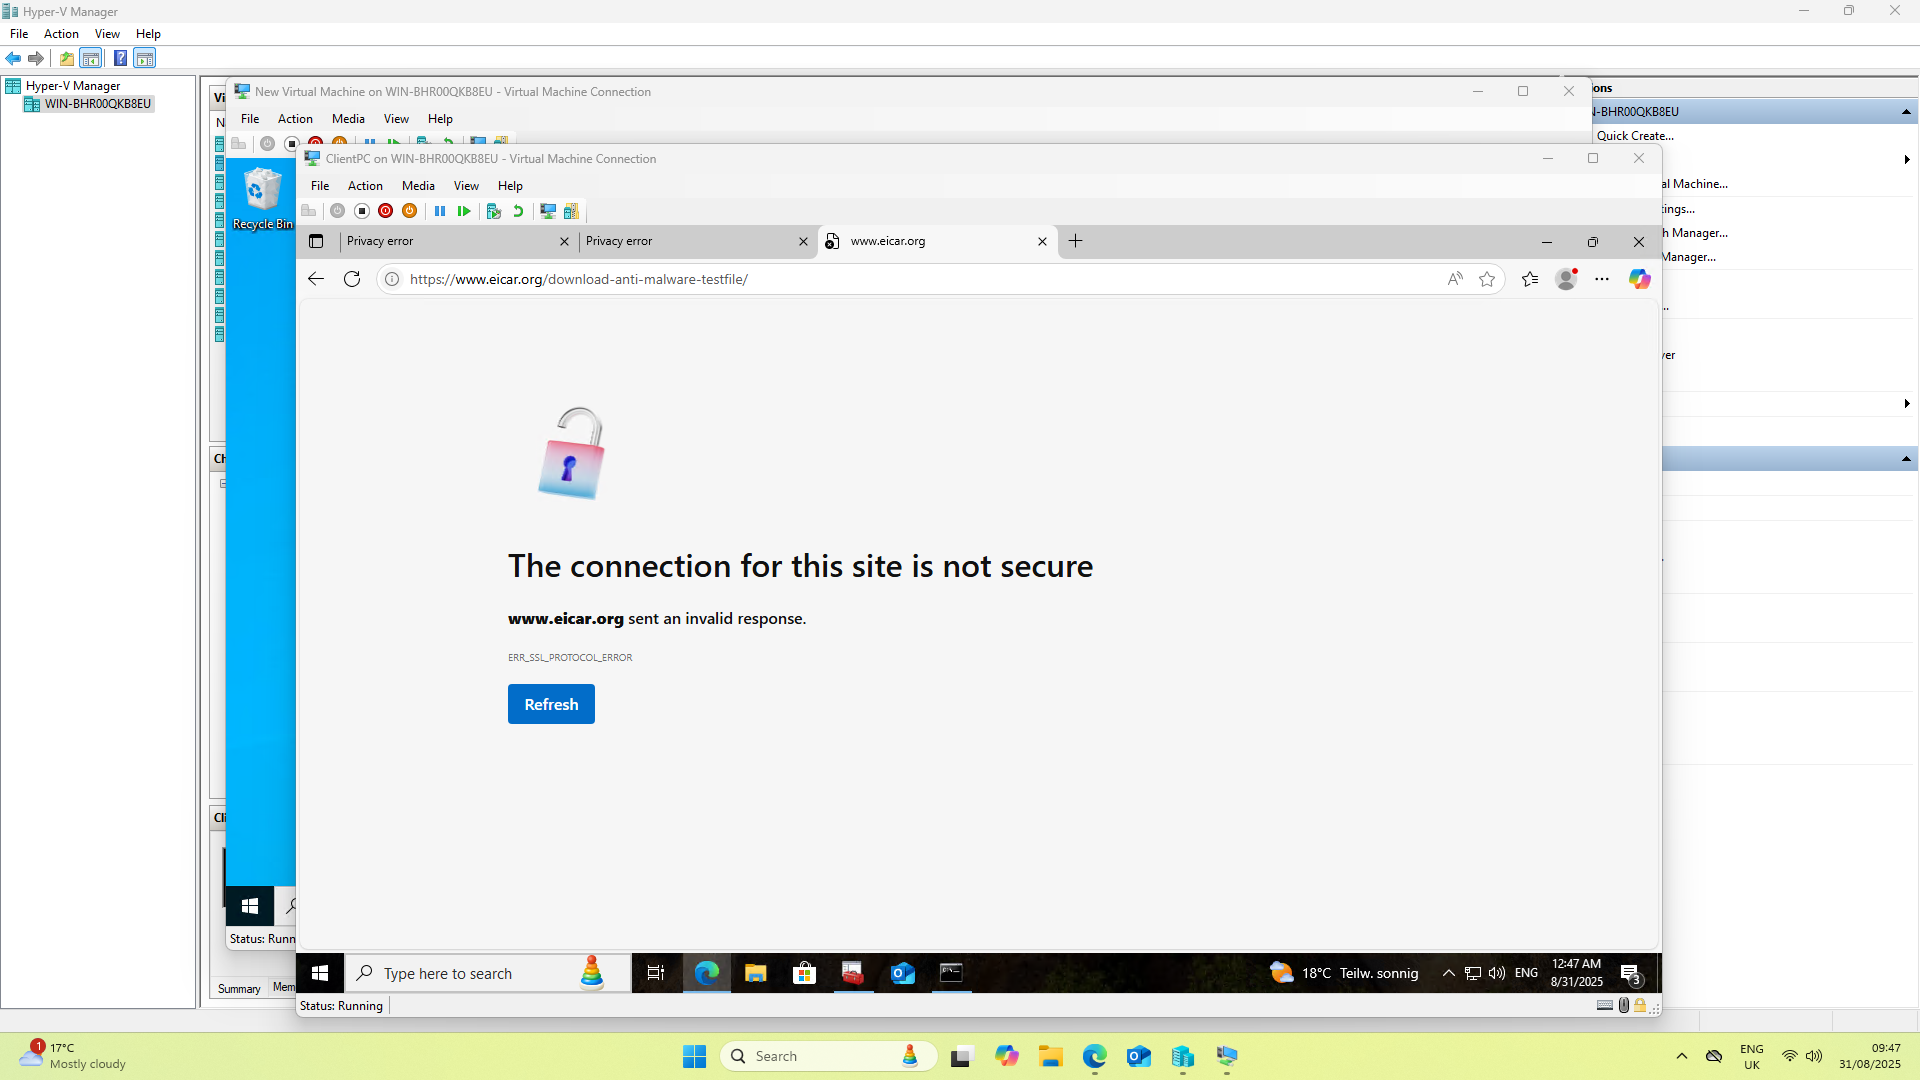 Hyper-V Manager
File Action View Help
Hyper-V Manager
WIN-BHR00QKB8EU
New Virtual Machine on WIN-BHR00QKB8EU - Virtual Machine Connection
File Action Media View Help
Recycle Bin
ClientPC on WIN-BHR00QKB8EU - Virtual Machine Connection
File Action Media View Help
Privacy error
Privacy error
www.eicar.org
https://www.eicar.org/download-anti-malware-testfile/
The connection for this site is not secure
www.eicar.org sent an invalid response.
ERR_SSL_PROTOCOL_ERROR
Refresh
Type here to search
18°C Teilw. sonnig
ENG
12:47 AM
8/31/2025
3
Status: Running
Status: Runn
Summary
Mem
Vi
N
Ch
Cli
ons
N-BHR00QKB8EU
Quick Create...
al Machine...
tings...
h Manager...
Manager...
..
ver
1
17°C
Mostly cloudy
Search
ENG
UK
09:47
31/08/2025